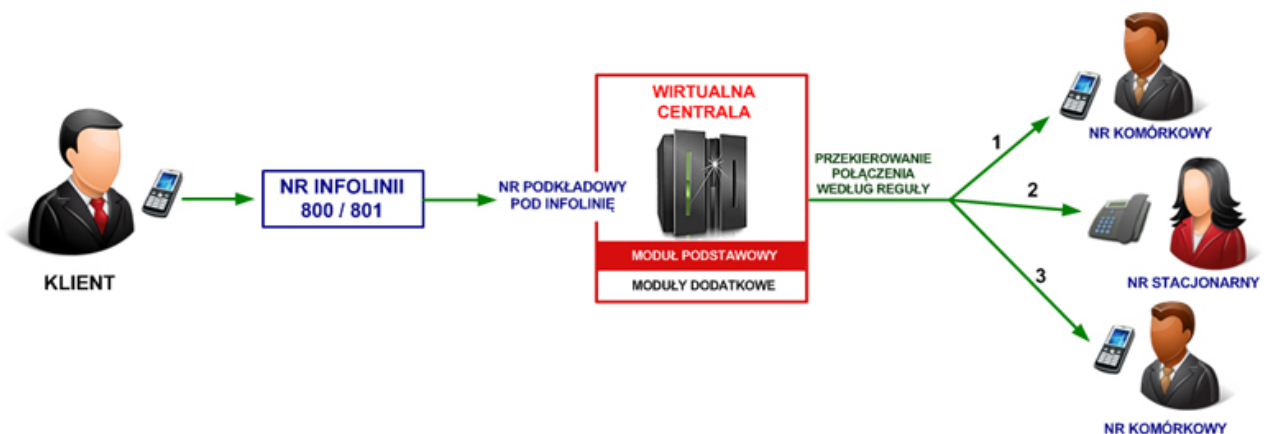 KLIENT
NR INFOLINII
800 / 801
NR PODKŁADOWY
POD INFOLINIĘ
WIRTUALNA
CENTRALA
MODUŁ PODSTAWOWY
MODUŁY DODATKOWE
PRZEKIEROWANIE
POŁĄCZENIA
WEDŁUG REGUŁY
1
NR KOMÓRKOWY
2
NR STACJONARNY
3
NR KOMÓRKOWY